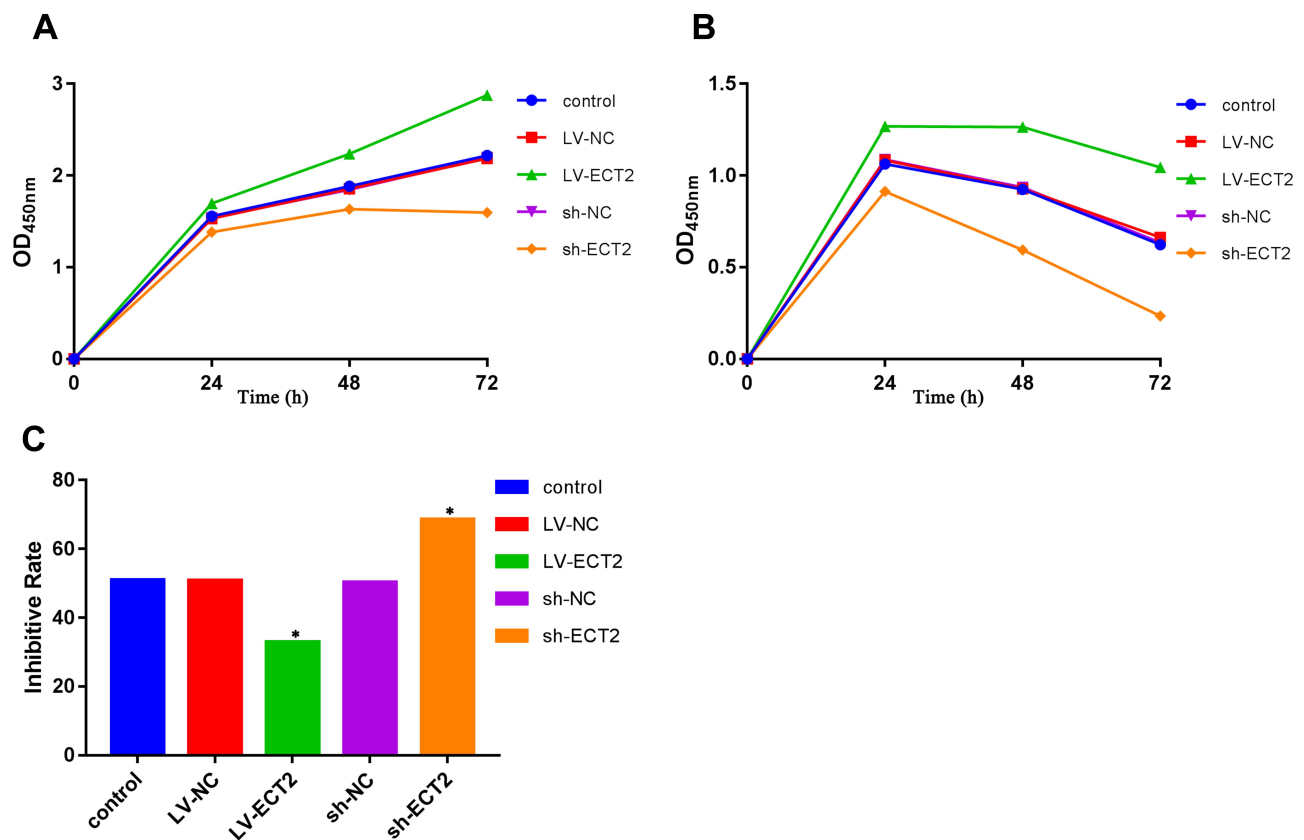 A
OD450nm
3
2
1
0
0
24
48
72
Time (h)
control
LV-NC
LV-ECT2
sh-NC
sh-ECT2
B
OD450nm
1.5
1.0
0.5
0.0
0
24
48
72
Time (h)
control
LV-NC
LV-ECT2
sh-NC
sh-ECT2
C
Inhibitive Rate
80
60
40
20
0
*
*
control
LV-NC
LV-ECT2
sh-NC
sh-ECT2
control
LV-NC
LV-ECT2
sh-NC
sh-ECT2